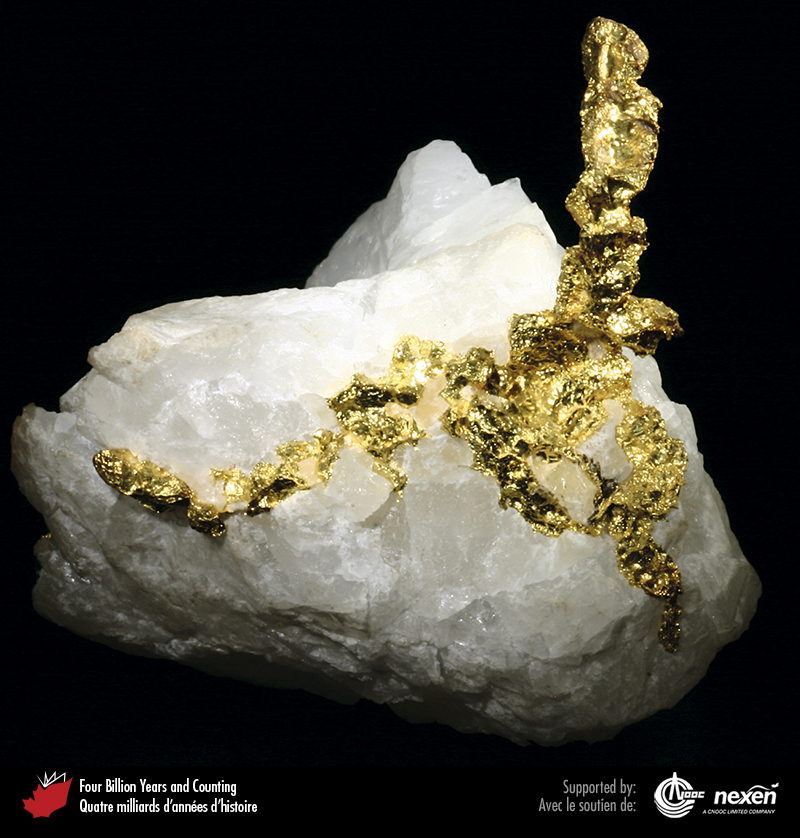 Four Billion Years and Counting
Quatre milliards d'années d'histoire
Supported by:
Avec le soutien de:
CNOOC
nexen
A CNOOC LIMITED COMPANY